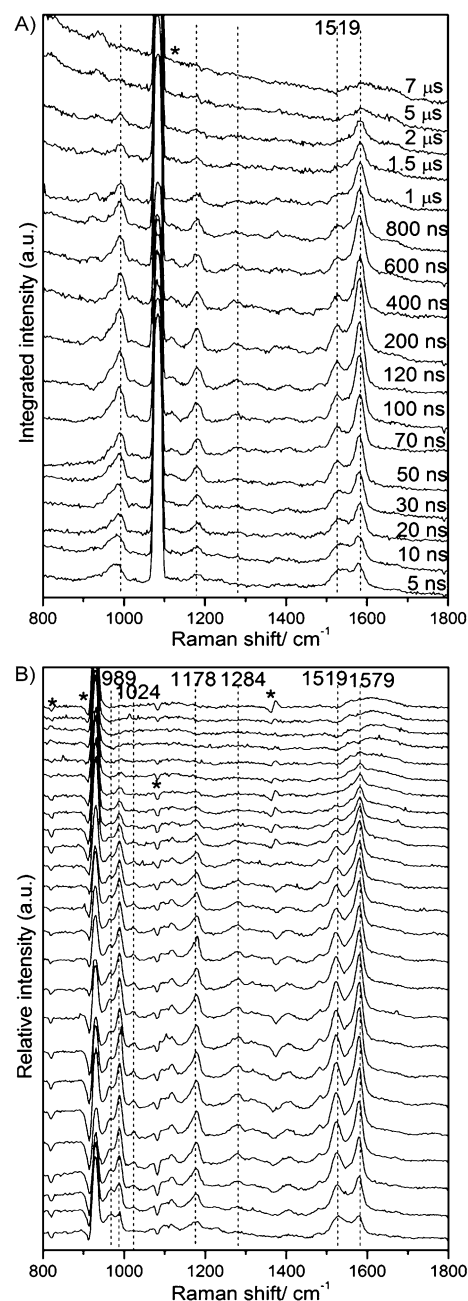 A)
1519
*
7 µs
5 µs
2 µs
1.5 µs
1 µs
800 ns
600 ns
400 ns
200 ns
120 ns
100 ns
70 ns
50 ns
30 ns
20 ns
10 ns
5 ns
Integrated intensity (a.u.)
800 1000 1200 1400 1600 1800
Raman shift/ cm-1
B)
989 1178 1284 1519 1579
1024
* * *
*
Relative intensity (a.u.)
800 1000 1200 1400 1600 1800
Raman shift/ cm-1